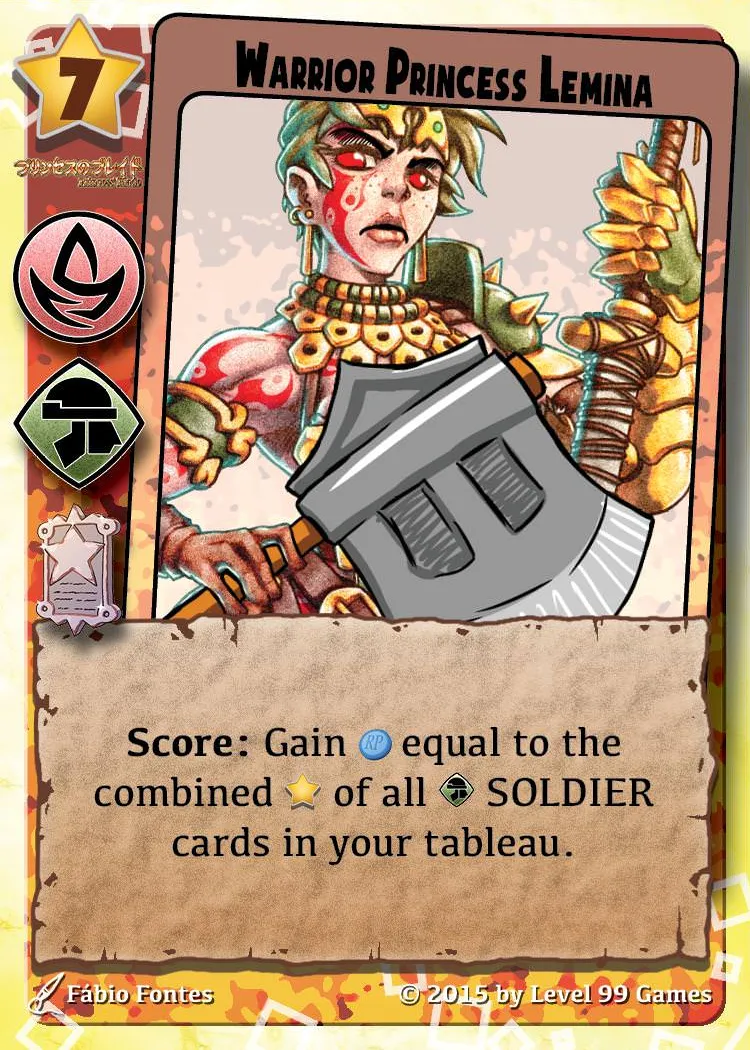 7
WARRIOR PRINCESS LEMINA
プリンセスのブレイド
Score: Gain RP equal to the
combined of all SOLDIER
cards in your tableau.
Fábio Fontes
© 2015 by Level 99 Games